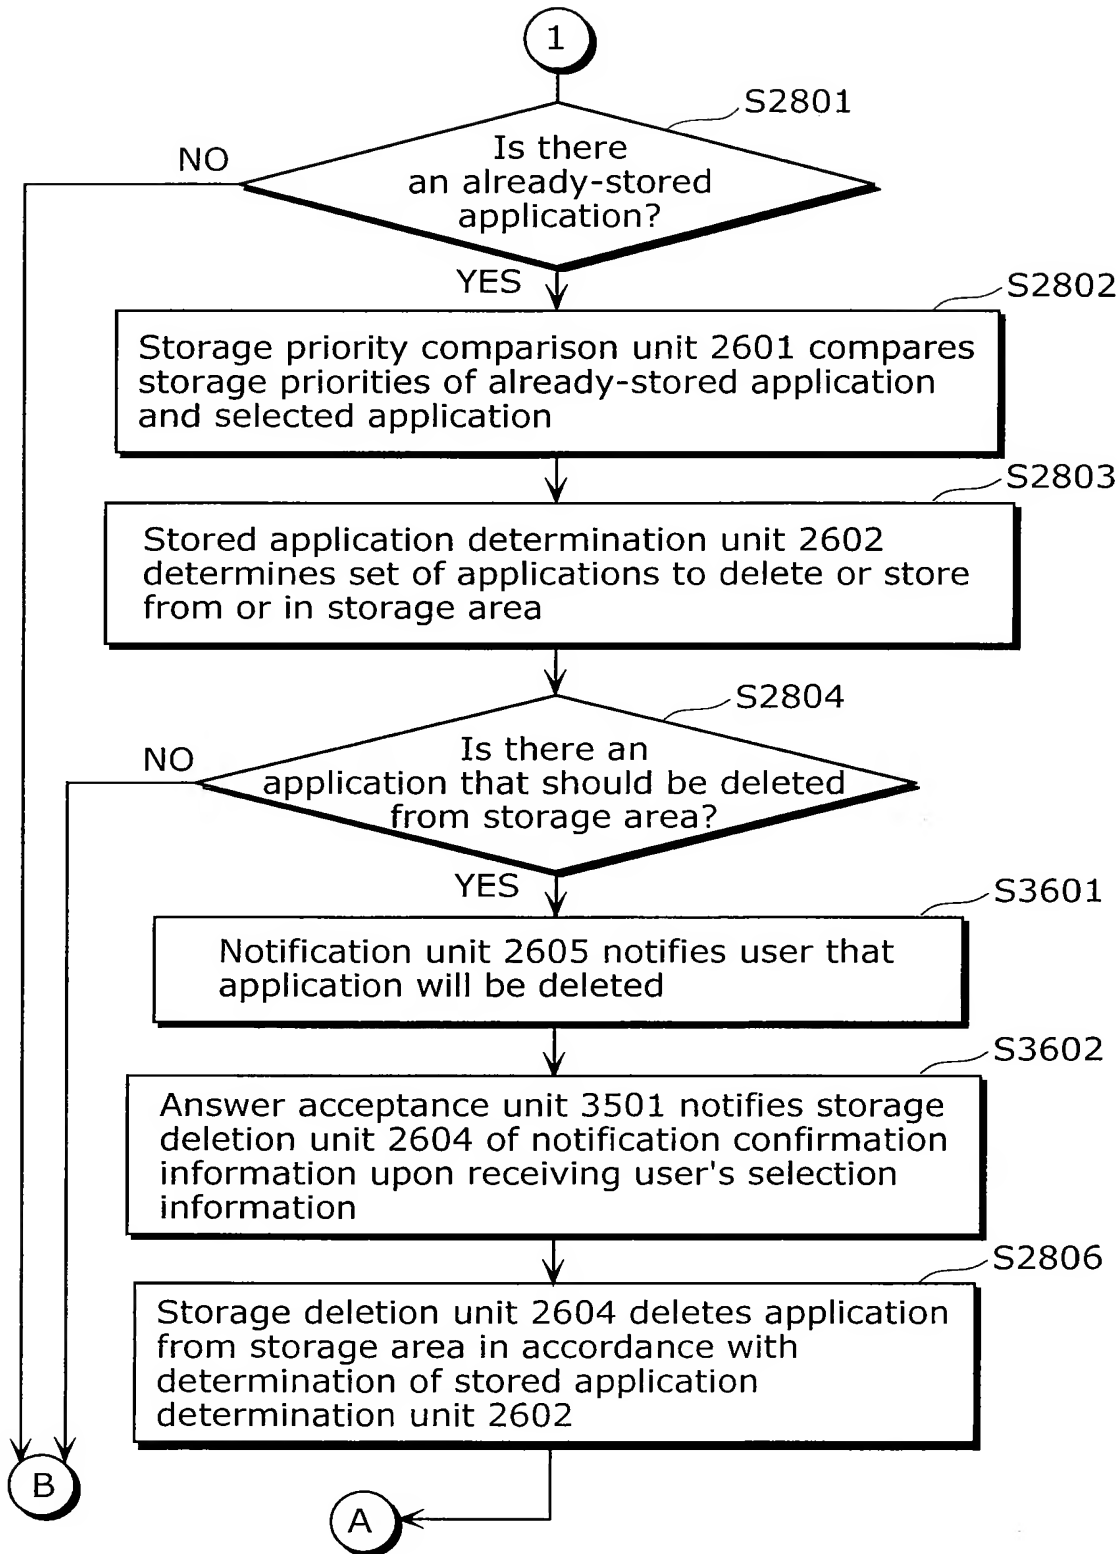 1
S2801
NO
Is there
an already-stored
application?
YES
S2802
Storage priority comparison unit 2601 compares
storage priorities of already-stored application
and selected application
S2803
Stored application determination unit 2602
determines set of applications to delete or store
from or in storage area
S2804
NO
Is there an
application that should be deleted
from storage area?
YES
S3601
Notification unit 2605 notifies user that
application will be deleted
S3602
Answer acceptance unit 3501 notifies storage
deletion unit 2604 of notification confirmation
information upon receiving user's selection
information
S2806
Storage deletion unit 2604 deletes application
from storage area in accordance with
determination of stored application
determination unit 2602
B
A